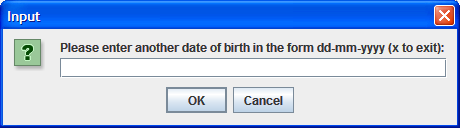 Input
Please enter another date of birth in the form dd-mm-yyyy (x to exit):
OK Cancel